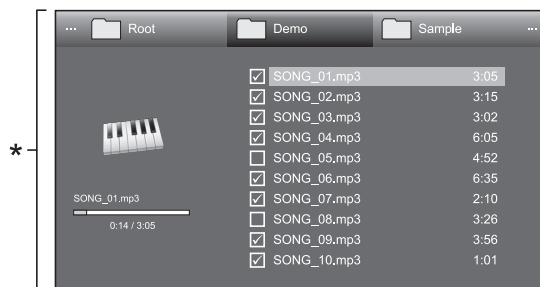 ... Root Demo Sample ...
SONG_01.mp3 3:05
SONG_02.mp3 3:15
SONG_03.mp3 3:02
SONG_04.mp3 6:05
SONG_05.mp3 4:52
SONG_06.mp3 6:35
SONG_07.mp3 2:10
SONG_08.mp3 3:26
SONG_09.mp3 3:56
SONG_10.mp3 1:01
*
SONG_01.mp3
0:14 / 3:05